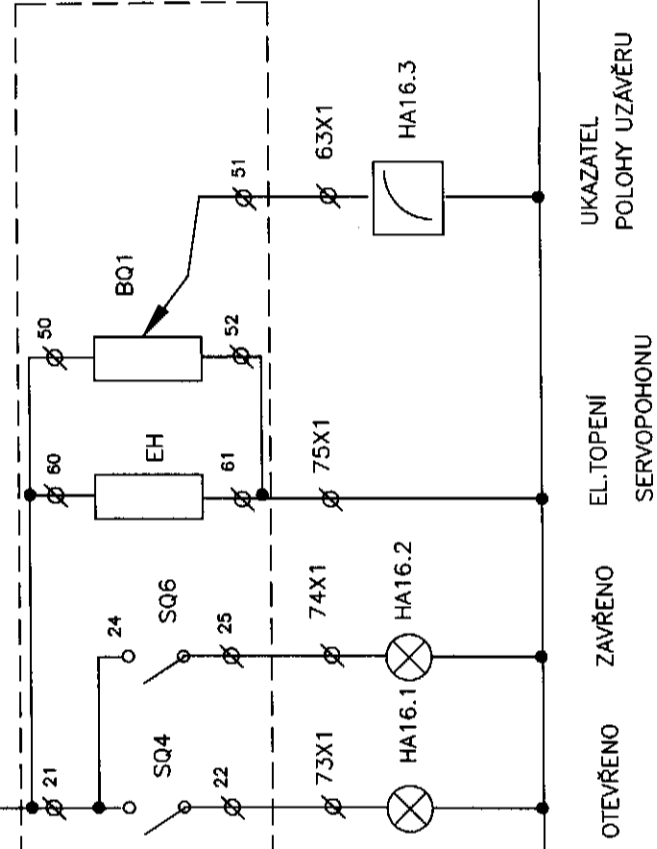 63X1
HA16.3
51
BQ1
50
52
EH
60
61
75X1
24
SQ6
25
74X1
HA16.2
21
SQ4
22
73X1
HA16.1
UKAZATEL
POLOHY UZÁVĚRU
EL.TOPENÍ
SERVOPOHONU
ZAVŘENO
OTEVŘENO